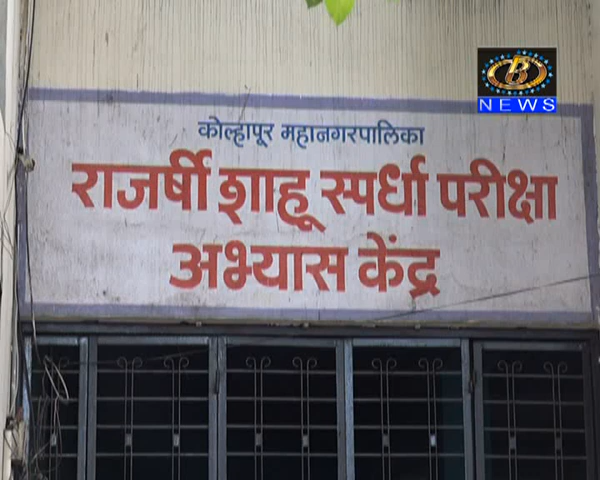 B
NEWS
कोल्हापूर महानगरपालिका
राजर्षी शाहू स्पर्धा परीक्षा
अभ्यास केंद्र